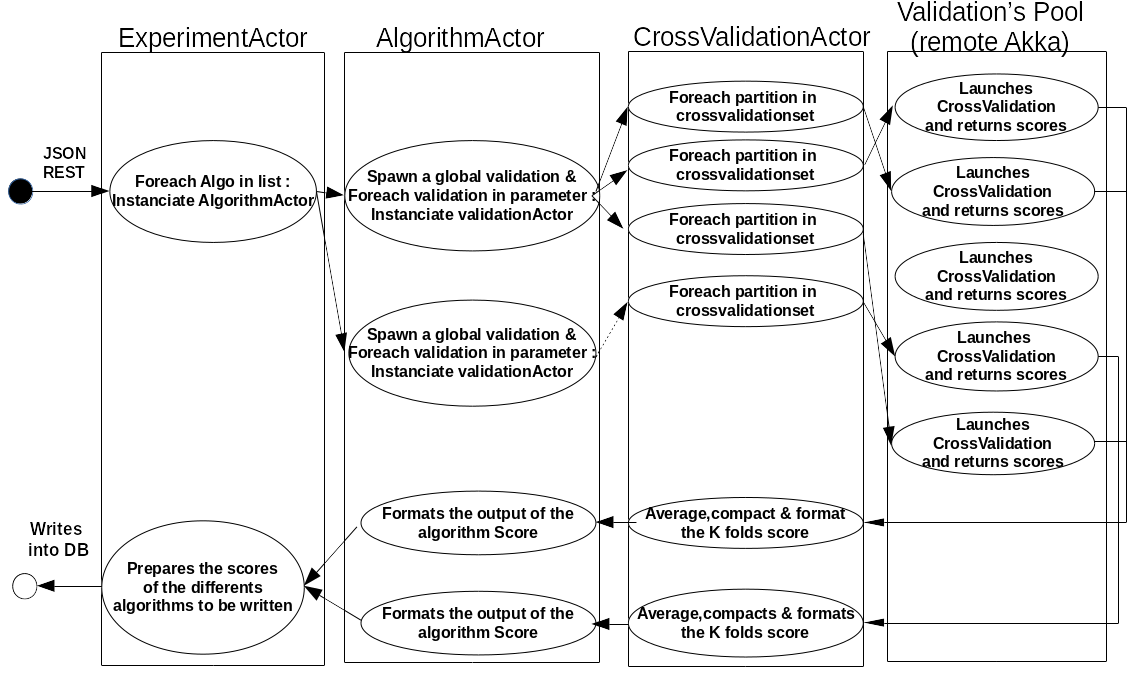 ExperimentActor
AlgorithmActor
CrossValidationActor
Validation's Pool
(remote Akka)
JSON
REST
Foreach Algo in list :
Instanciate AlgorithmActor
Spawn a global validation &
Foreach validation in parameter :
Instanciate validationActor
Spawn a global validation &
Foreach validation in parameter :
Instanciate validationActor
Foreach partition in
crossvalidationset
Foreach partition in
crossvalidationset
Foreach partition in
crossvalidationset
Foreach partition in
crossvalidationset
Launches
CrossValidation
and returns scores
Launches
CrossValidation
and returns scores
Launches
CrossValidation
and returns scores
Launches
CrossValidation
and returns scores
Launches
CrossValidation
and returns scores
Average,compact & format
the K folds score
Average,compacts & formats
the K folds score
Formats the output of the
algorithm Score
Formats the output of the
algorithm Score
Prepares the scores
of the differents
algorithms to be written
Writes
into DB